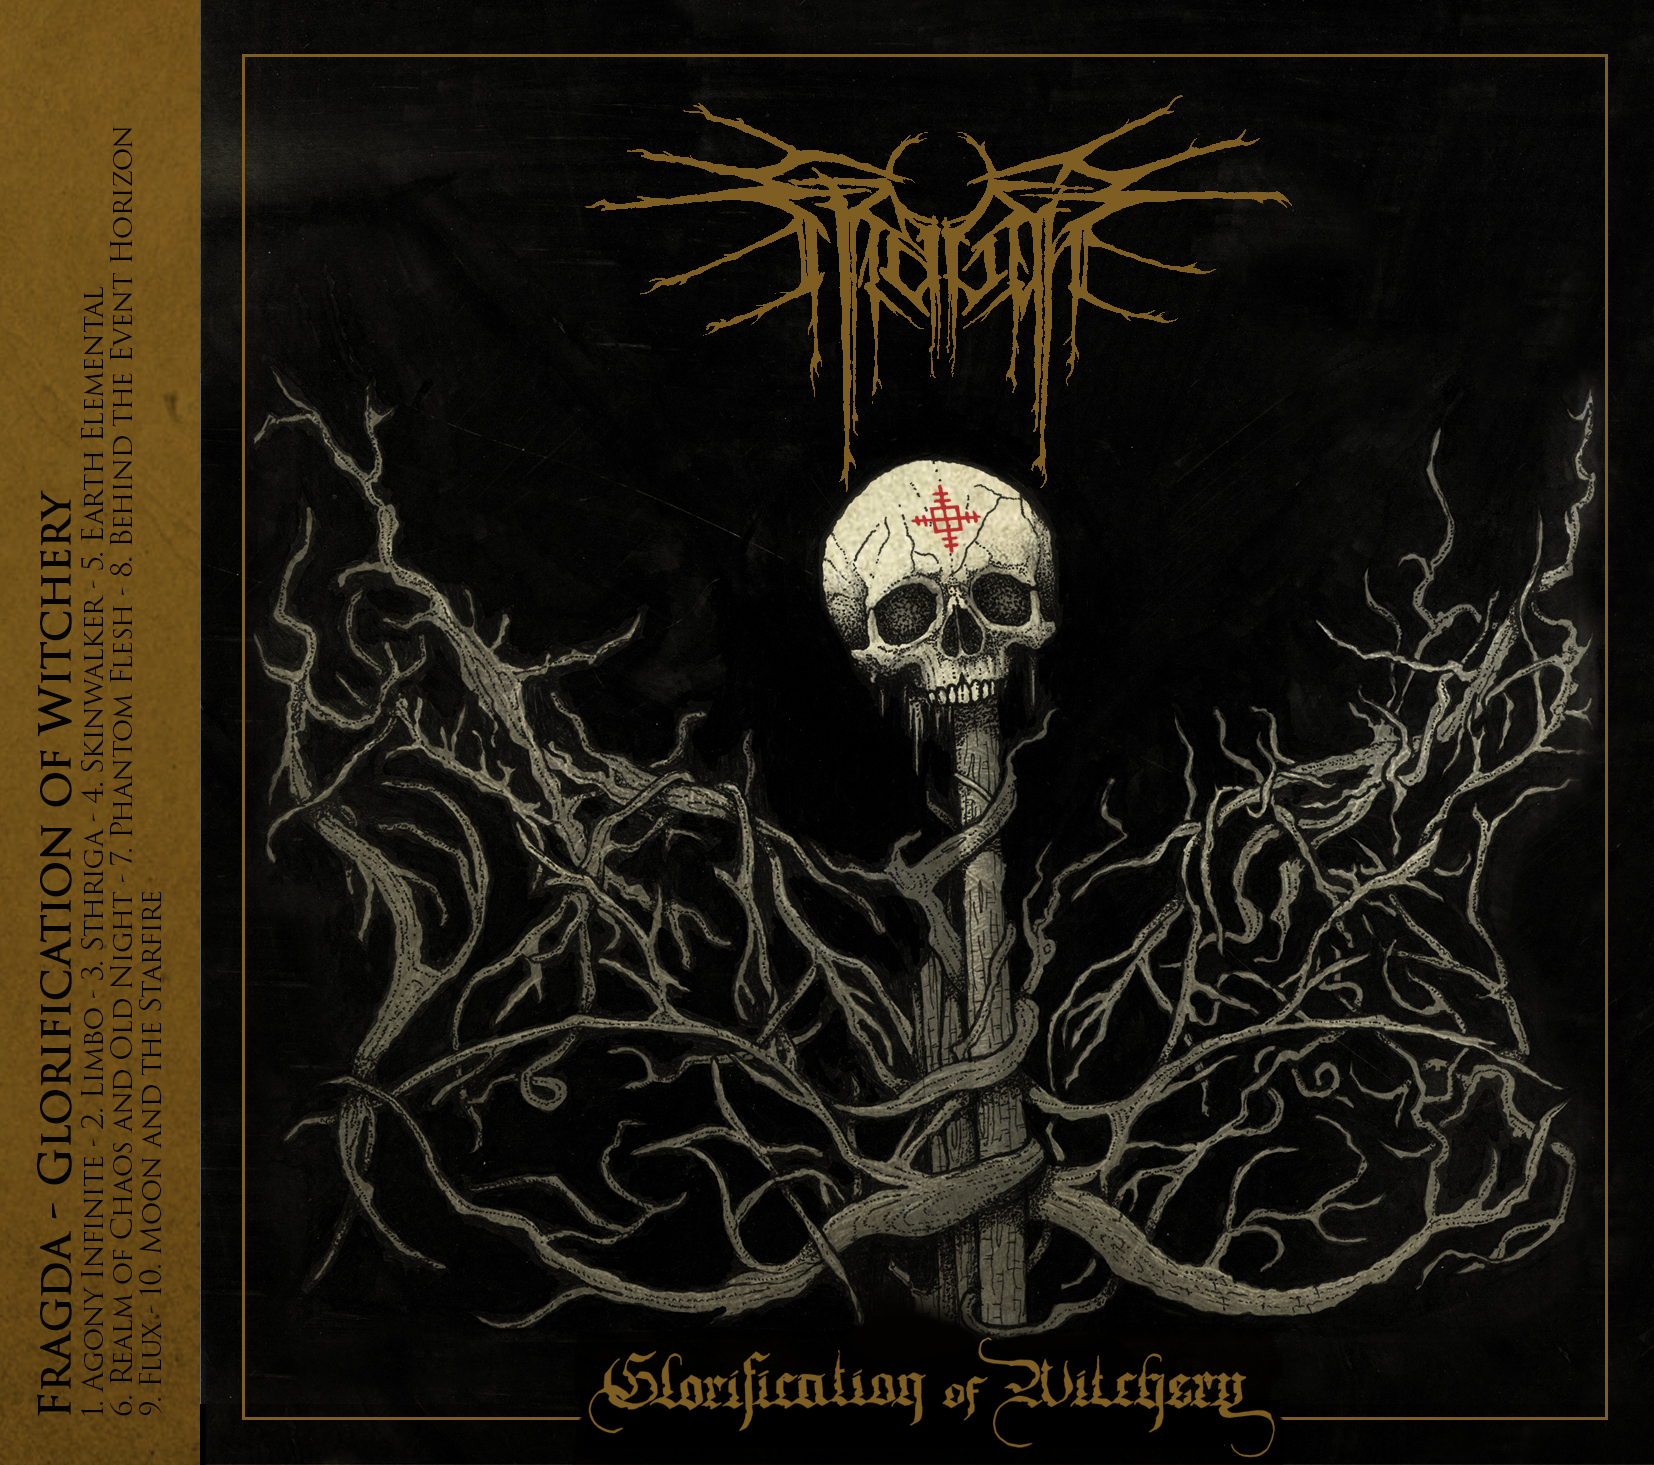 FRAGDA - GLORIFICATION OF WITCHERY
1. AGONY INFINITE - 2. LIMBO - 3. STHRIGA - 4. SKINWALKER - 5. EARTH ELEMENTAL
6. REALM OF CHAOS AND OLD NIGHT - 7. PHANTOM FLESH - 8. BEHIND THE EVENT HORIZON
9. FLUX - 10. MOON AND THE STARFIRE
Glorification of Witchery